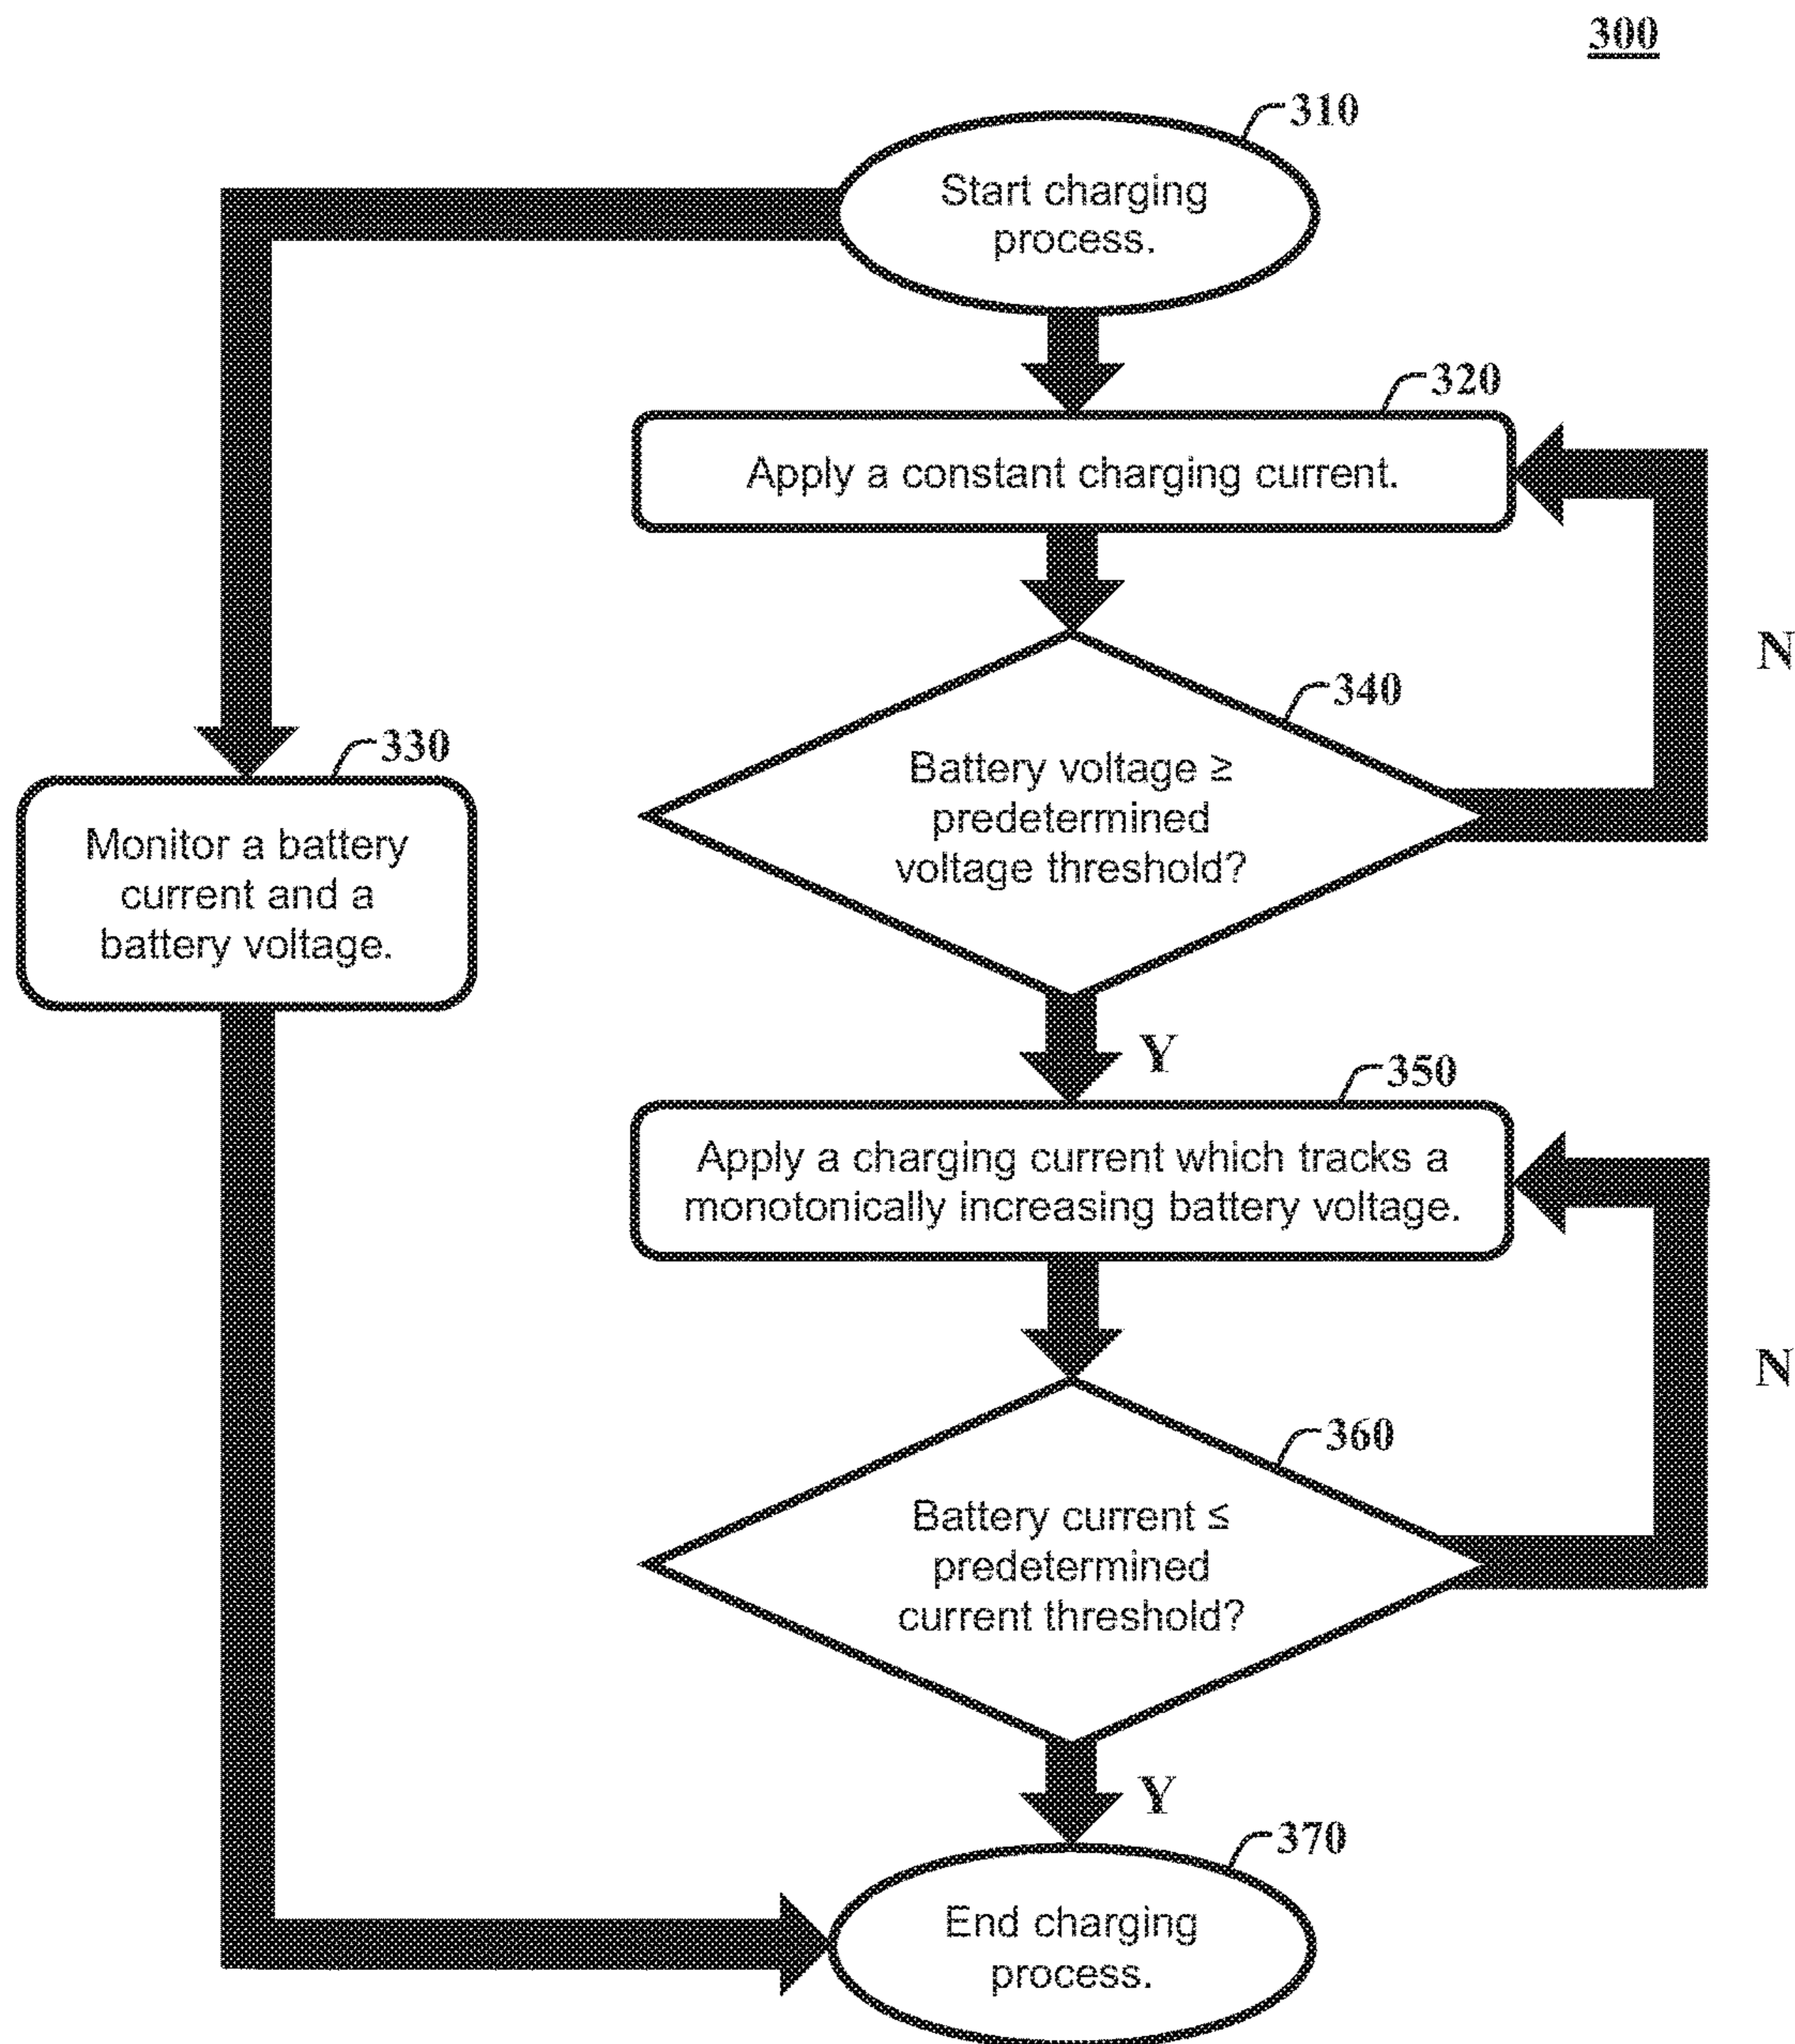 300
310
Start charging
process.
320
Apply a constant charging current.
N
340
Battery voltage ≥
predetermined
voltage threshold?
330
Monitor a battery
current and a
battery voltage.
Y
350
Apply a charging current which tracks a
monotonically increasing battery voltage.
N
360
Battery current ≤
predetermined
current threshold?
Y
370
End charging
process.